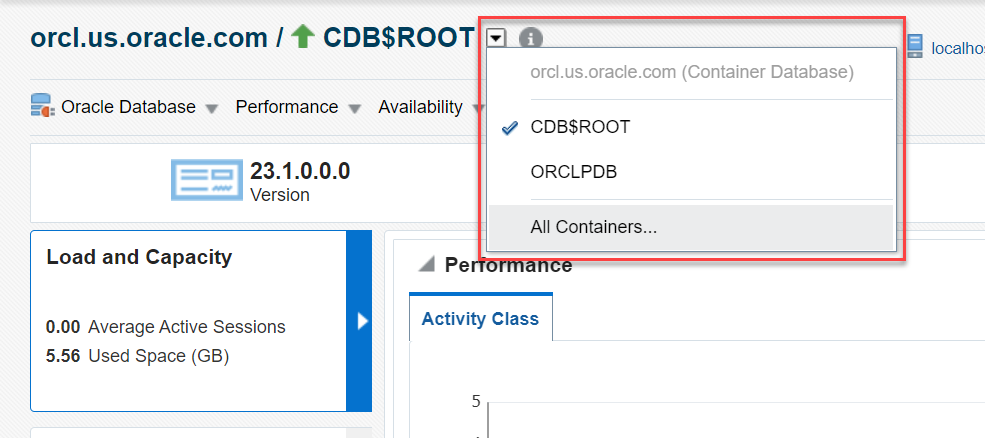 orcl.us.oracle.com / CDB$ROOT
orcl.us.oracle.com (Container Database)
CDB$ROOT
ORCLPDB
All Containers...
Oracle Database Performance Availability
23.1.0.0.0
Version
Load and Capacity
0.00 Average Active Sessions
5.56 Used Space (GB)
Performance
Activity Class
5